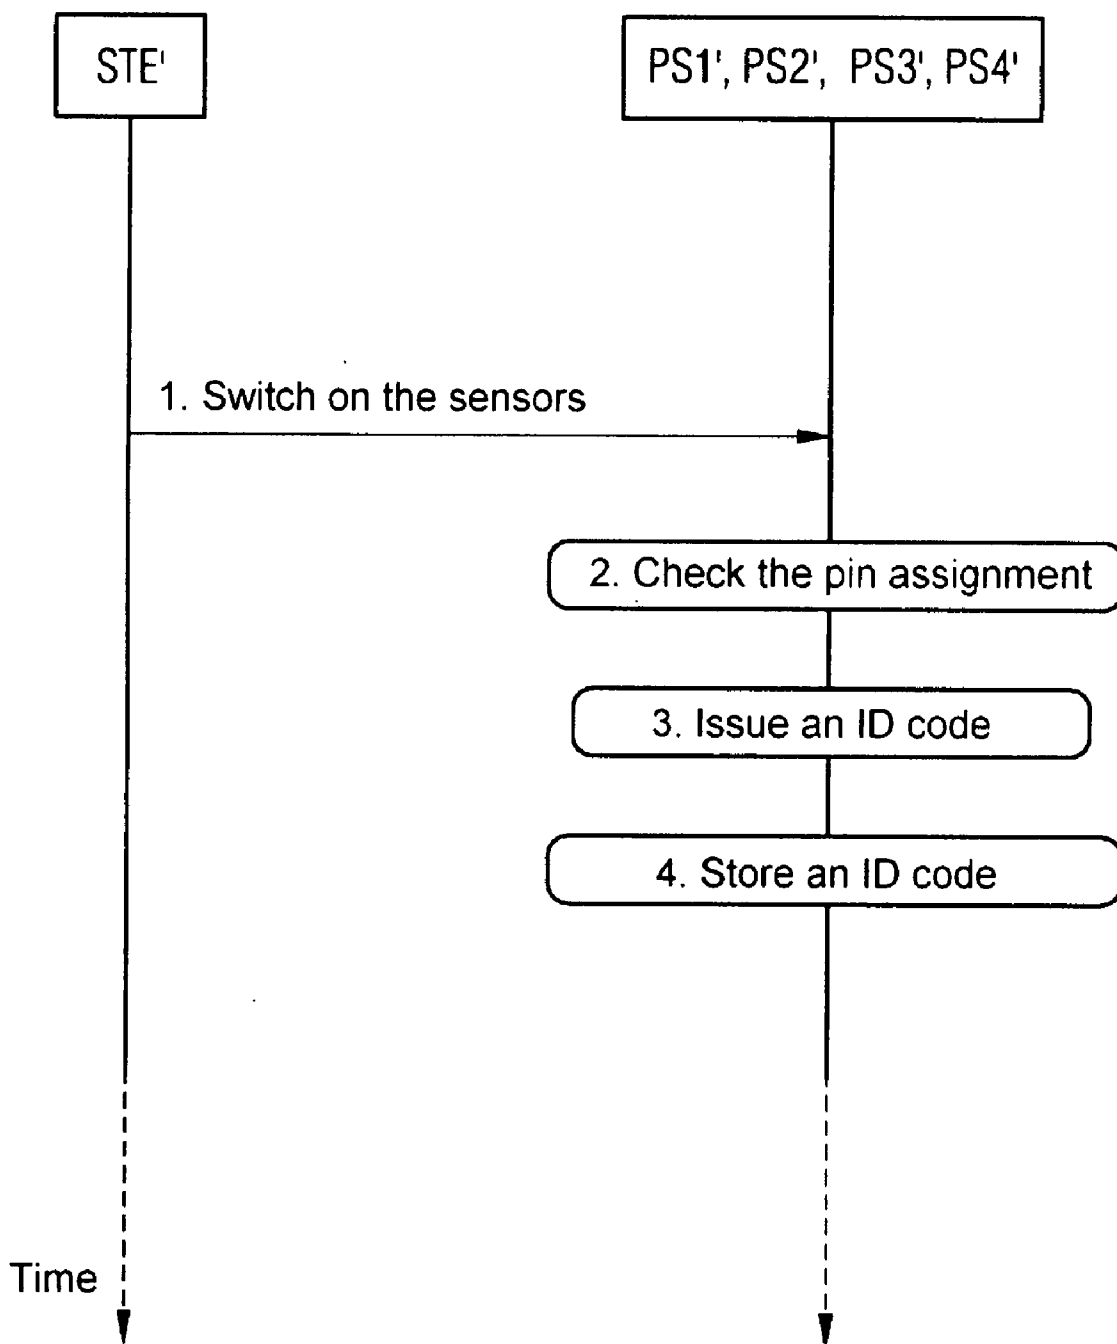 STE'
PS1', PS2', PS3', PS4'
1. Switch on the sensors
2. Check the pin assignment
3. Issue an ID code
4. Store an ID code
Time